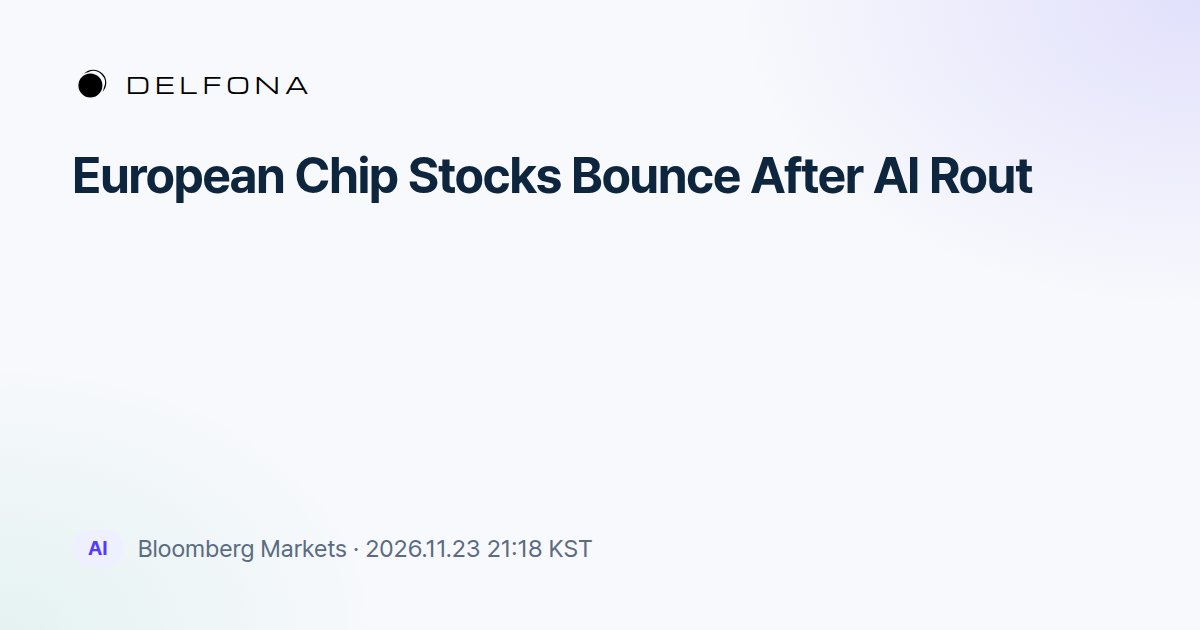 DELFONA
European Chip Stocks Bounce After AI Rout
AI Bloomberg Markets · 2026.11.23 21:18 KST